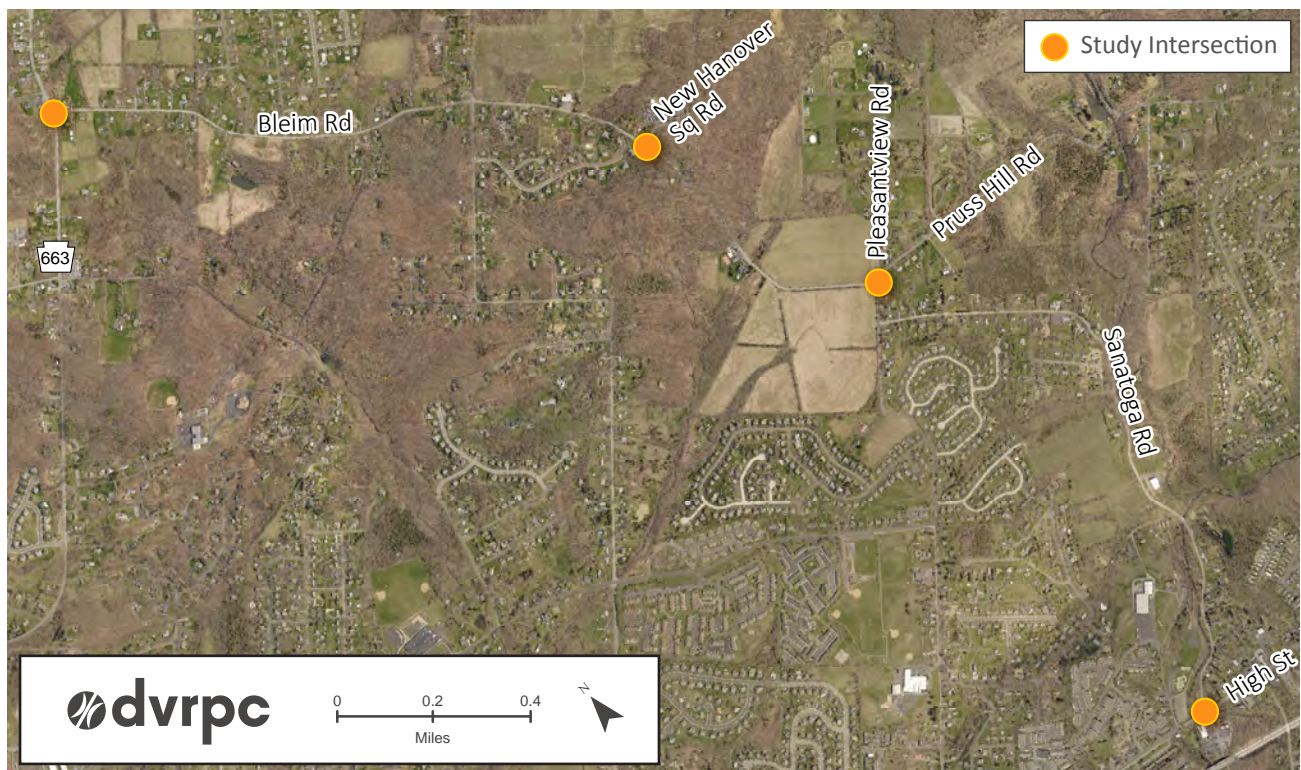 Study Intersection
New Hanover
Sq Rd
Bleim Rd
Pleasantview Rd
Pruss Hill Rd
663
Sanatoga Rd
High St
dvrpc
0 0.2 0.4
Miles
N